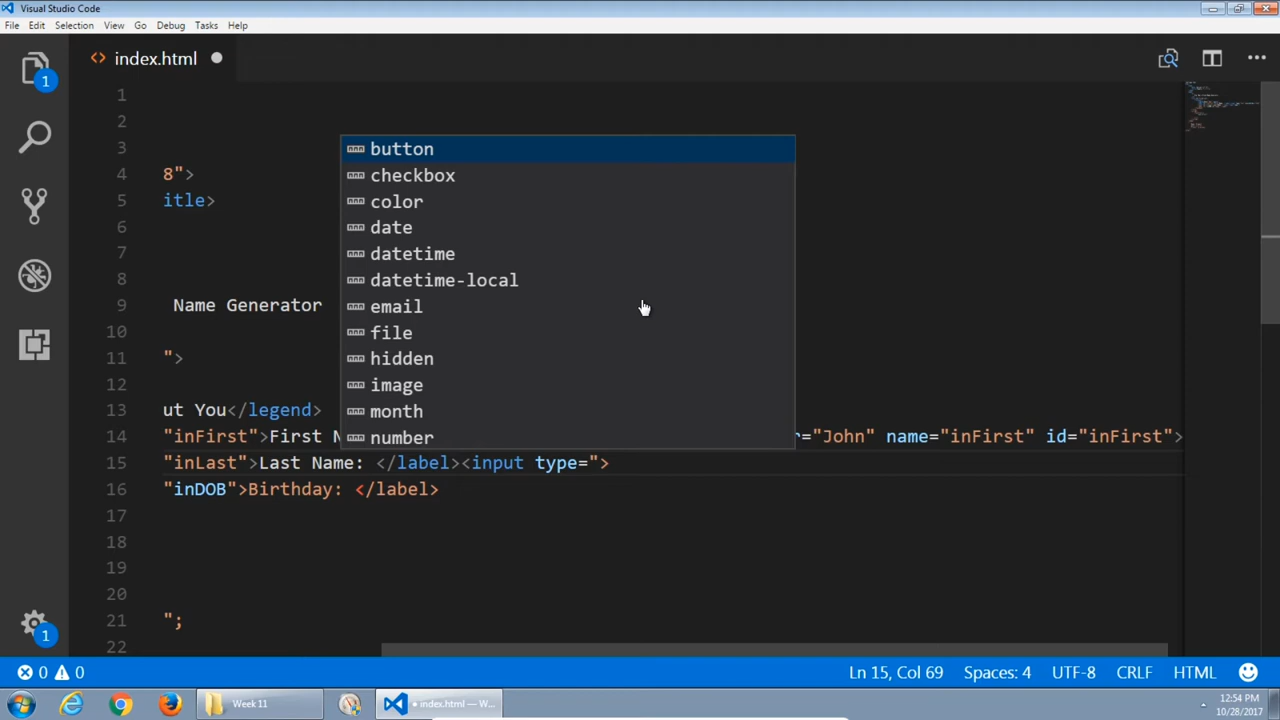 Visual Studio Code
File Edit Selection View Go Debug Tasks Help
1
index.html
1
2
3
4 8">
5 itle>
6
7
8
9 Name Generator
10
11 ">
12
13 ut You</legend>
14 "inFirst">First N r="John" name="inFirst" id="inFirst">
15 "inLast">Last Name: </label><input type=">
16 "inDOB">Birthday: </label>
17
18
19
20
21 ";
22
button
checkbox
color
date
datetime
datetime-local
email
file
hidden
image
month
number
1
0 0 Ln 15, Col 69 Spaces: 4 UTF-8 CRLF HTML
Week 11 • index.html — W...
12:54 PM
10/28/2017